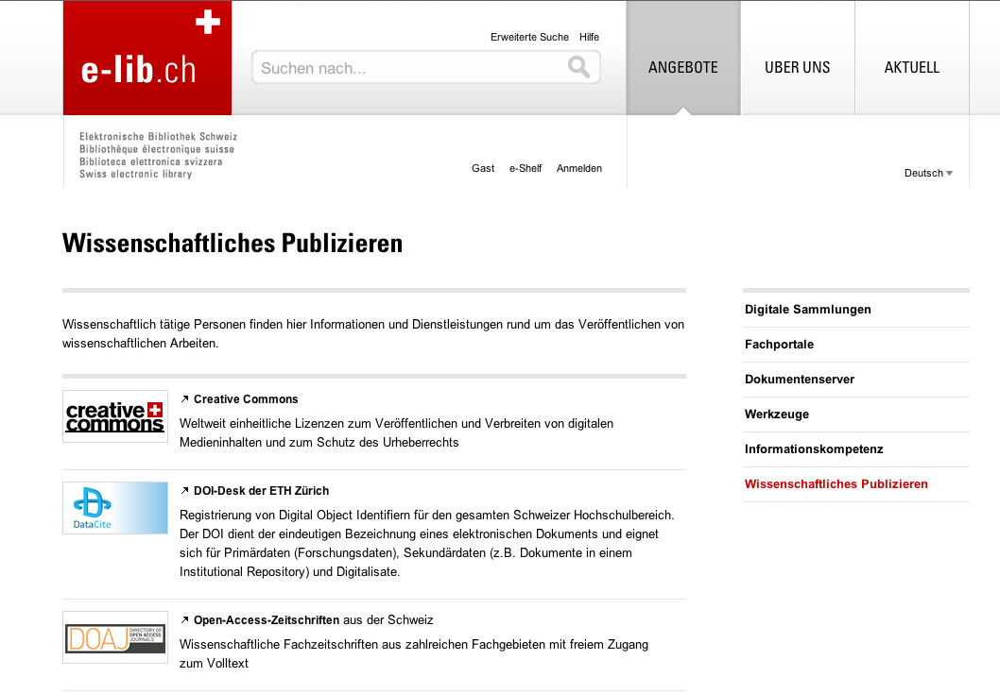 Erweiterte Suche Hilfe
e-lib.ch
Suchen nach...
ANGEBOTE
ÜBER UNS
AKTUELL
Elektronische Bibliothek Schweiz
Bibliothèque électronique suisse
Biblioteca elettronica svizzera
Swiss electronic library
Gast e-Shelf Anmelden
Deutsch
Wissenschaftliches Publizieren
Wissenschaftlich tätige Personen finden hier Informationen und Dienstleistungen rund um das Veröffentlichen von
wissenschaftlichen Arbeiten.
creative
commons
Creative Commons
Weltweit einheitliche Lizenzen zum Veröffentlichen und Verbreiten von digitalen
Medieninhalten und zum Schutz des Urheberrechts
DataCite
DOI-Desk der ETH Zürich
Registrierung von Digital Object Identifiern für den gesamten Schweizer Hochschulbereich.
Der DOI dient der eindeutigen Bezeichnung eines elektronischen Dokuments und eignet
sich für Primärdaten (Forschungsdaten), Sekundärdaten (z.B. Dokumente in einem
Institutional Repository) und Digitalisate.
DOAJ
DIRECTORY OF
OPEN ACCESS
JOURNALS
Open-Access-Zeitschriften aus der Schweiz
Wissenschaftliche Fachzeitschriften aus zahlreichen Fachgebieten mit freiem Zugang
zum Volltext
Digitale Sammlungen
Fachportale
Dokumentenserver
Werkzeuge
Informationskompetenz
Wissenschaftliches Publizieren